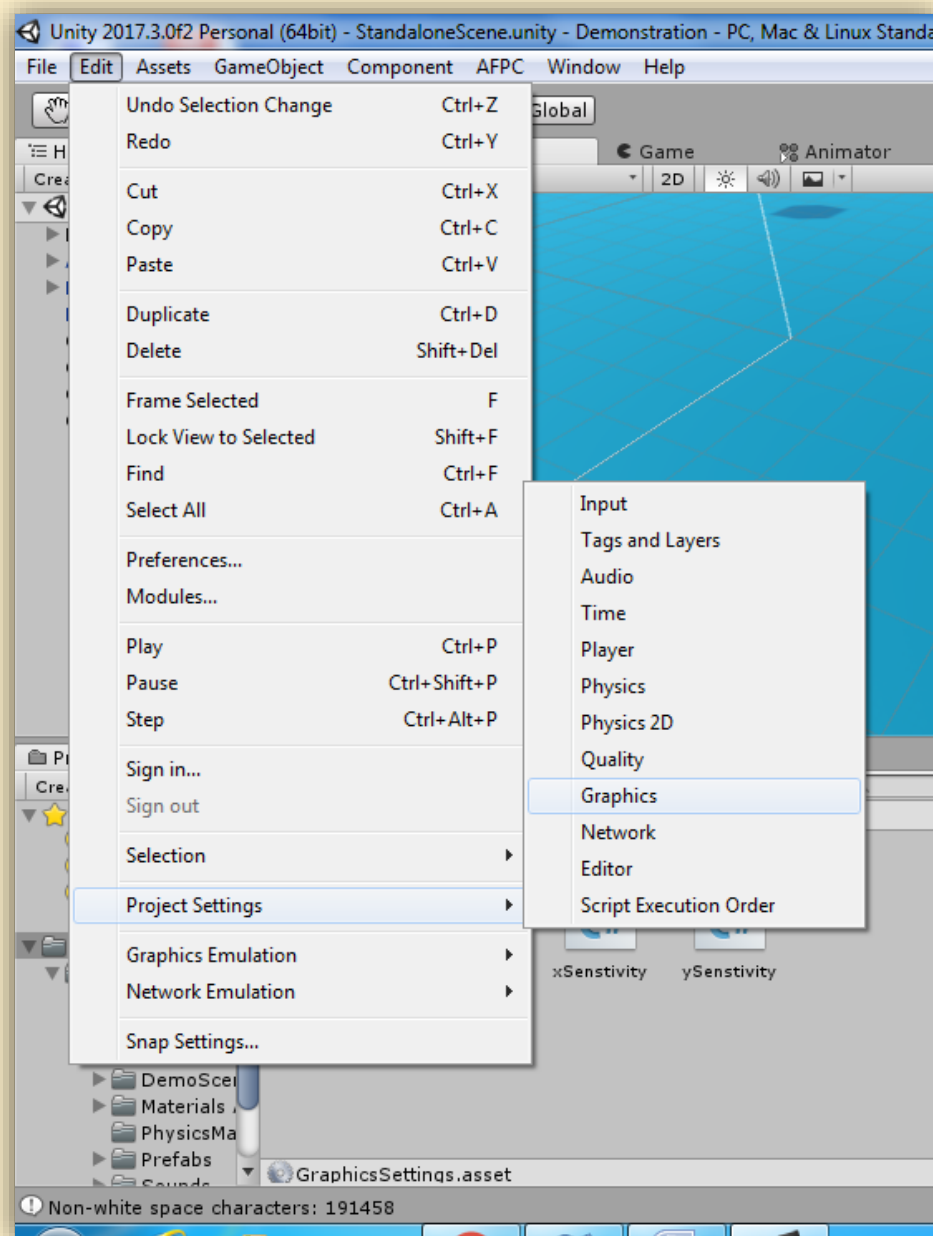 Unity 2017.3.0f2 Personal (64bit) - StandaloneScene.unity - Demonstration - PC, Mac & Linux Standa
File Edit Assets GameObject Component AFPC Window Help
Global
Game Animator
2D
Undo Selection Change Ctrl+Z
Redo Ctrl+Y
Cut Ctrl+X
Copy Ctrl+C
Paste Ctrl+V
Duplicate Ctrl+D
Delete Shift+Del
Frame Selected F
Lock View to Selected Shift+F
Find Ctrl+F
Select All Ctrl+A
Preferences...
Modules...
Play Ctrl+P
Pause Ctrl+Shift+P
Step Ctrl+Alt+P
Sign in...
Sign out
Selection
Project Settings
Graphics Emulation
Network Emulation
Snap Settings...
Input
Tags and Layers
Audio
Time
Player
Physics
Physics 2D
Quality
Graphics
Network
Editor
Script Execution Order
xSenstivity ySenstivity
DemoSce
Materials
PhysicsMa
Prefabs
Sounds
GraphicsSettings.asset
Non-white space characters: 191458